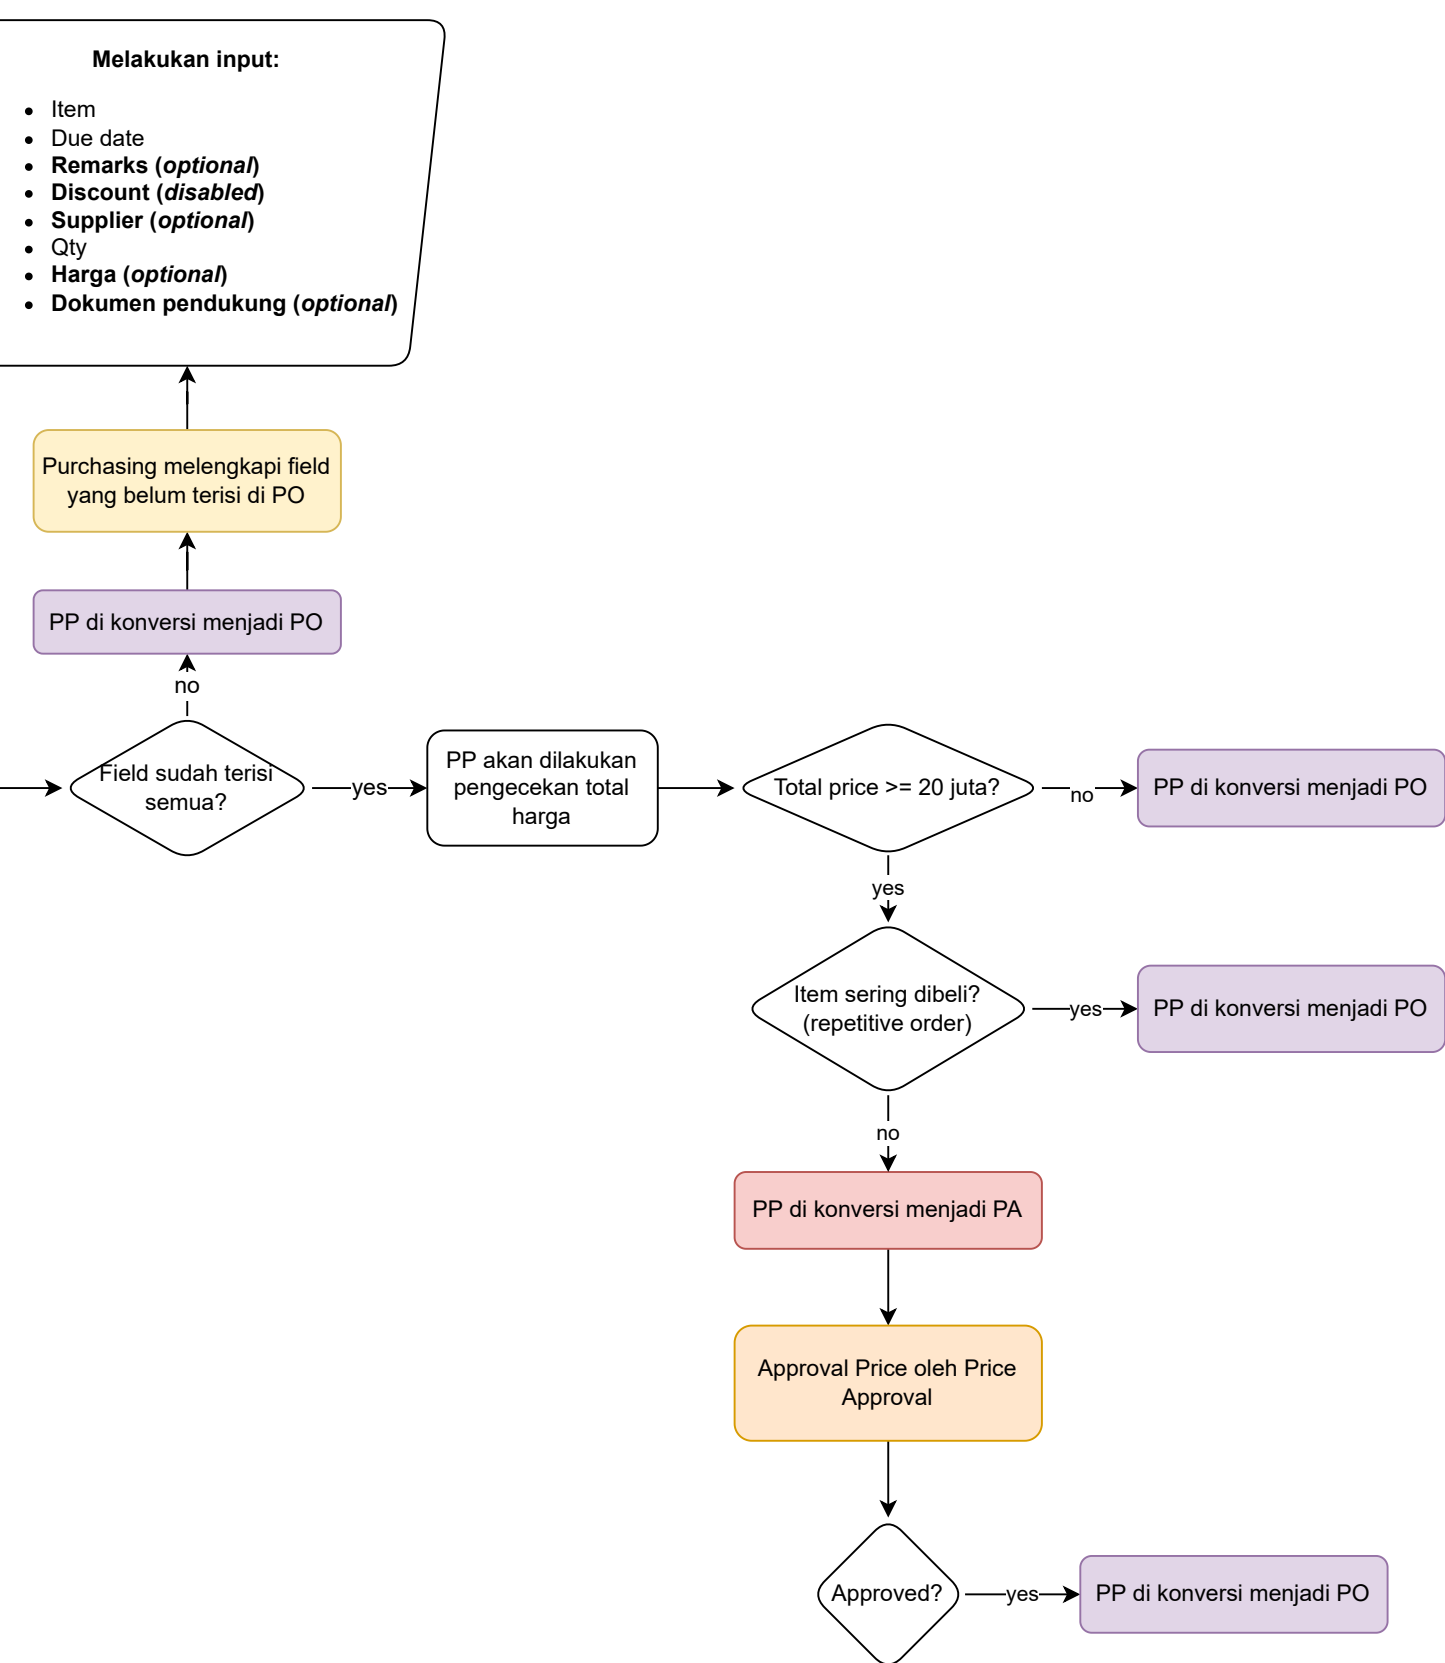 Melakukan input:
Item
Due date
Remarks (optional)
Discount (disabled)
Supplier (optional)
Qty
Harga (optional)
Dokumen pendukung (optional)
Purchasing melengkapi field
yang belum terisi di PO
PP di konversi menjadi PO
no
Field sudah terisi
semua?
yes
PP akan dilakukan
pengecekan total
harga
Total price >= 20 juta?
no
PP di konversi menjadi PO
yes
Item sering dibeli?
(repetitive order)
yes
PP di konversi menjadi PO
no
PP di konversi menjadi PA
Approval Price oleh Price
Approval
Approved?
yes
PP di konversi menjadi PO